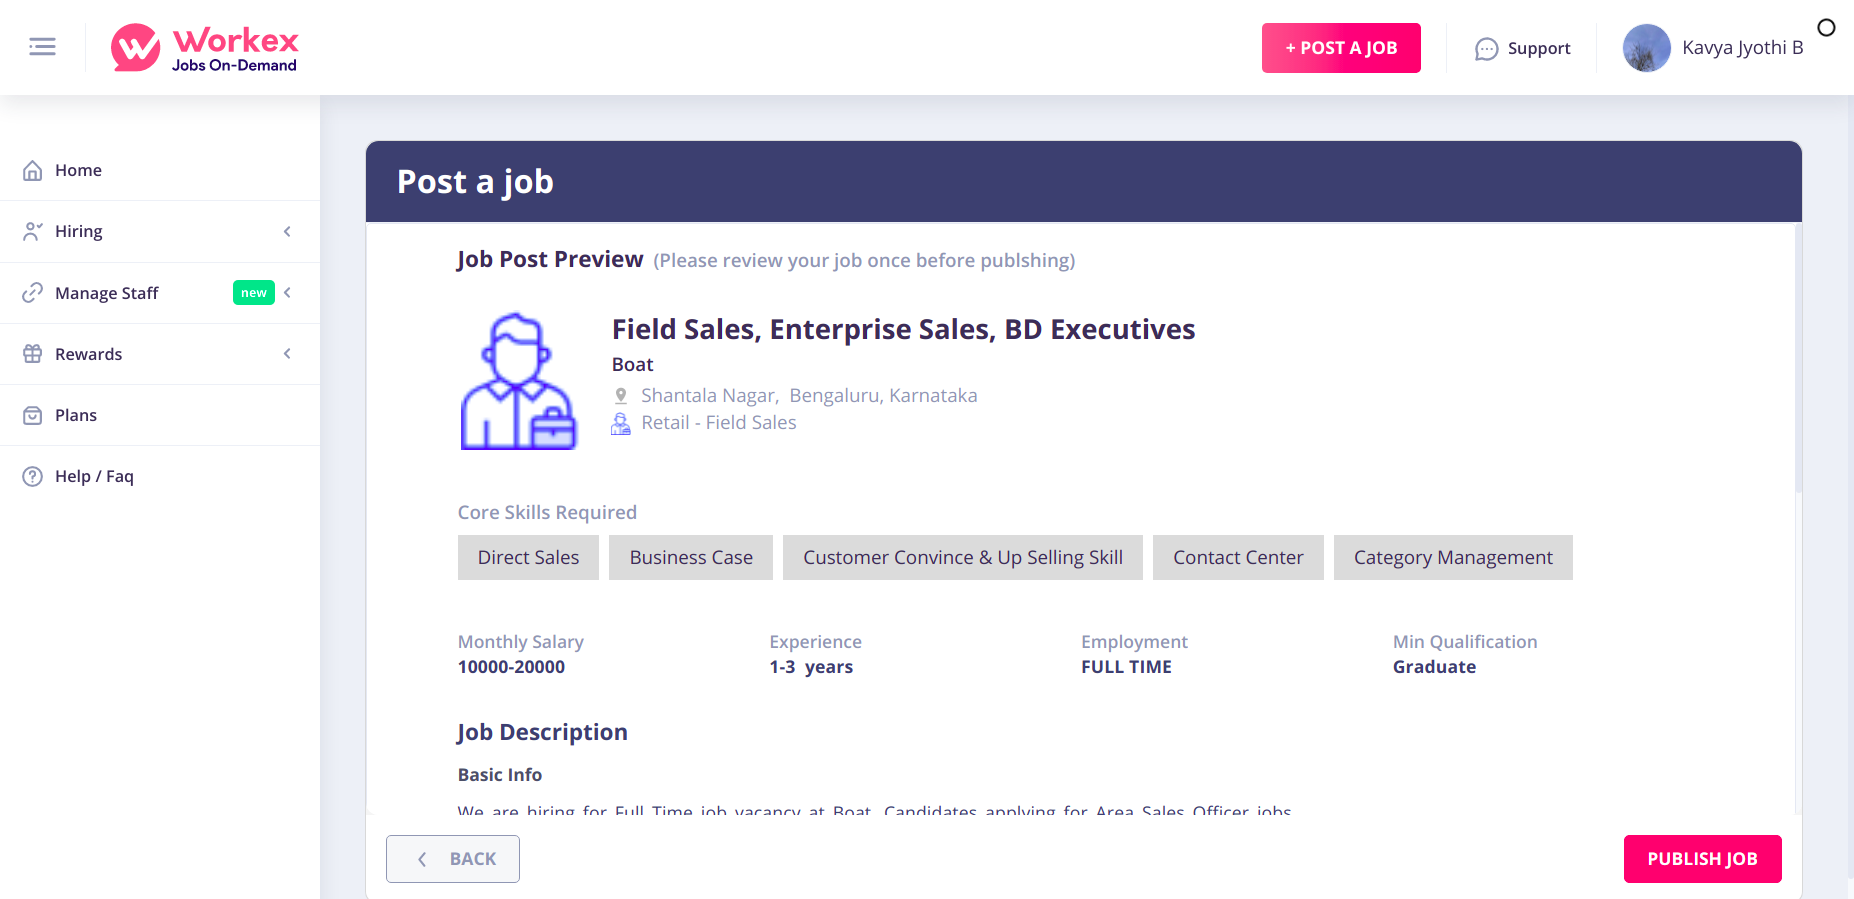 Workex
Jobs On-Demand
+ POST A JOB
Support
Kavya Jyothi B
Home
Hiring
Manage Staff
new
Rewards
Plans
Help / Faq
Post a job
Job Post Preview (Please review your job once before publshing)
Field Sales, Enterprise Sales, BD Executives
Boat
Shantala Nagar, Bengaluru, Karnataka
Retail - Field Sales
Core Skills Required
Direct Sales
Business Case
Customer Convince & Up Selling Skill
Contact Center
Category Management
Monthly Salary
10000-20000
Experience
1-3 years
Employment
FULL TIME
Min Qualification
Graduate
Job Description
Basic Info
We are hiring for Full Time job vacancy at Boat. Candidates applying for Area Sales Officer jobs
BACK
PUBLISH JOB